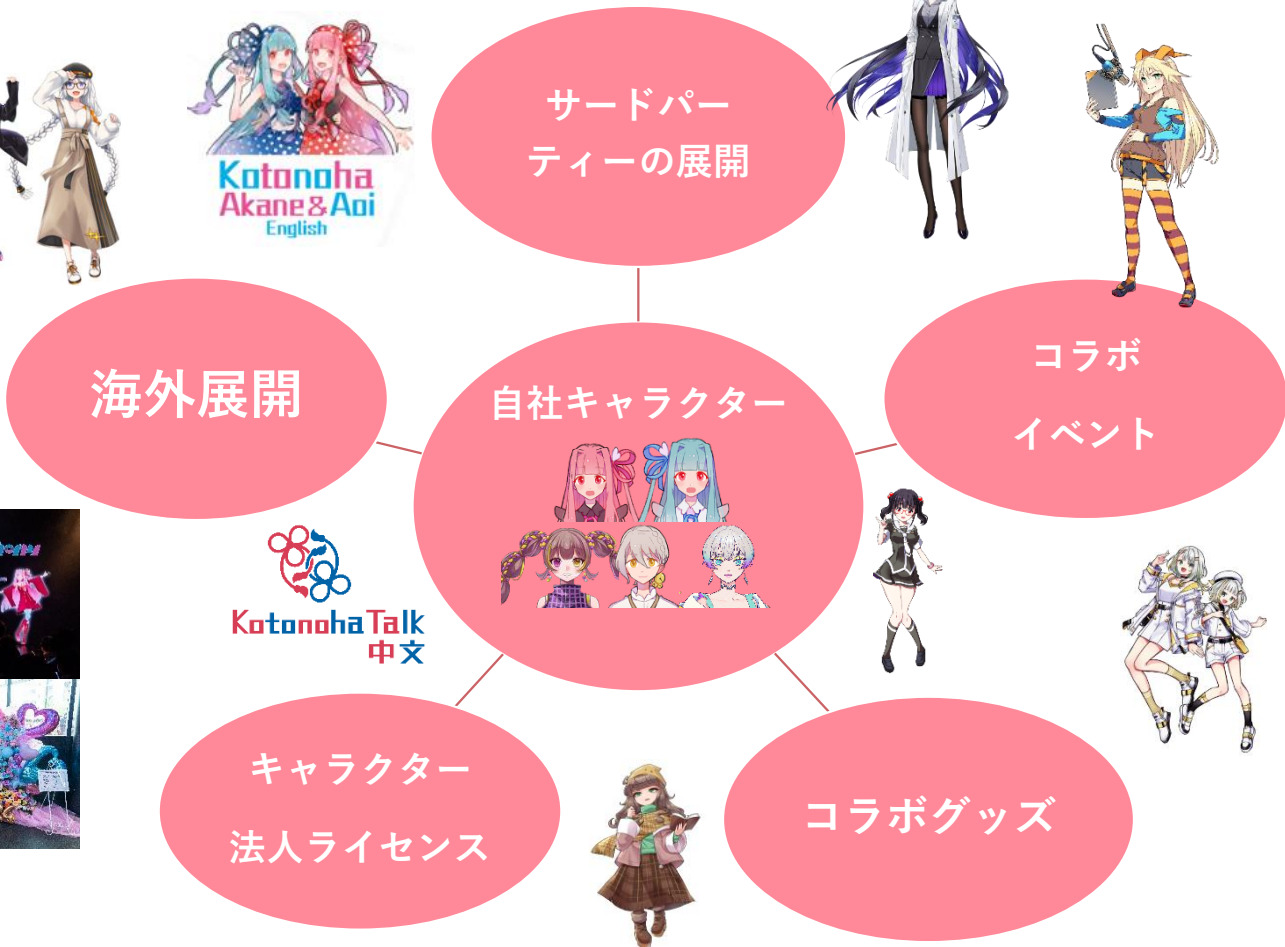 サードパー
ティーの展開
Kotonoha
Akane&Aoi
English
海外展開
自社キャラクター
コラボ
イベント
KotonohaTalk
中文
キャラクター
法人ライセンス
コラボグッズ